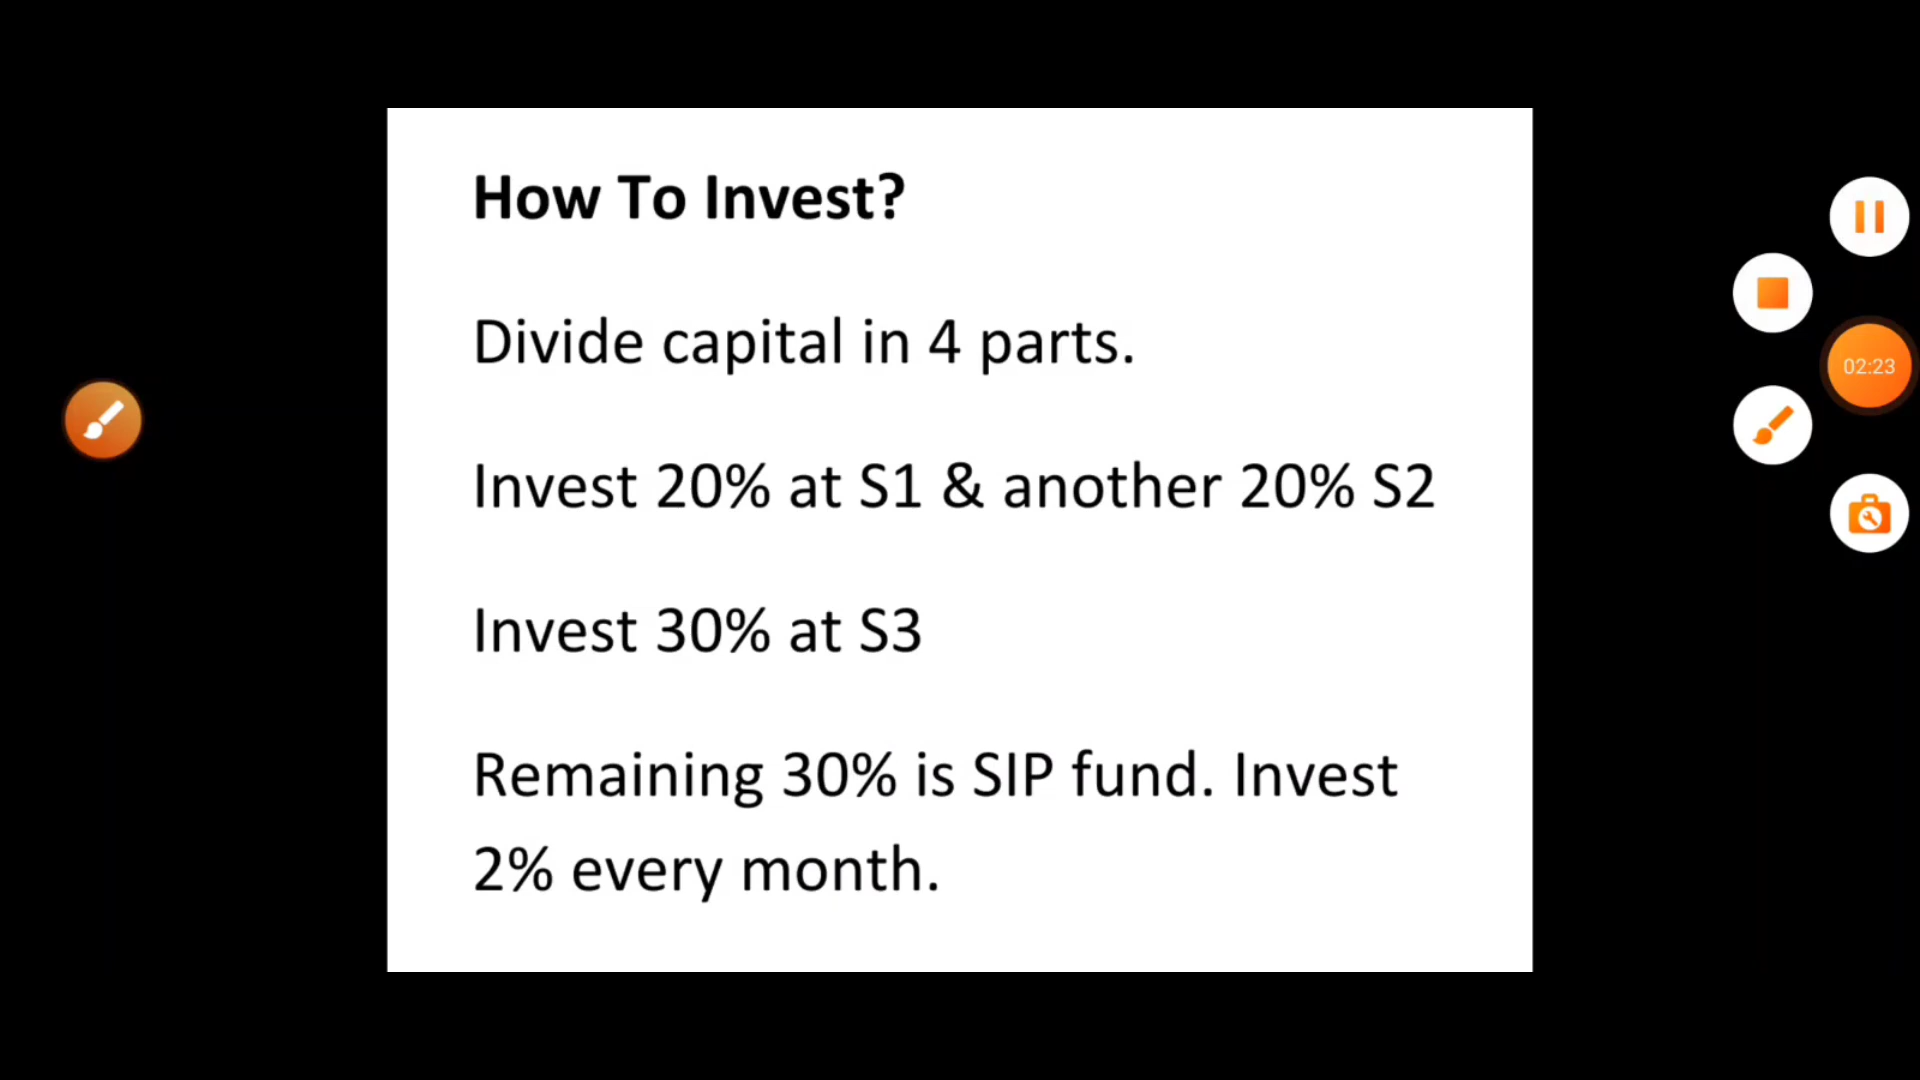 How To Invest?
Divide capital in 4 parts.
Invest 20% at S1 & another 20% S2
Invest 30% at S3
Remaining 30% is SIP fund. Invest
2% every month.
02:23